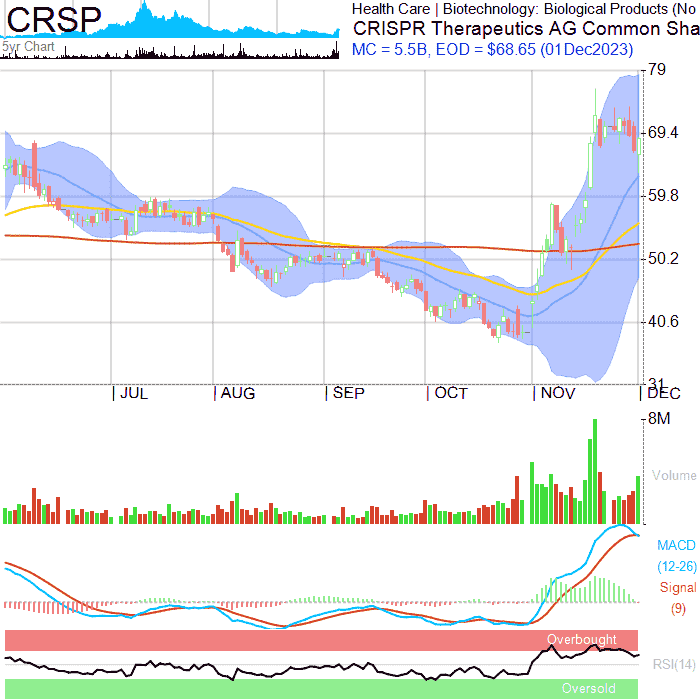 CRSP
5yr Chart
Health Care | Biotechnology: Biological Products (No
CRISPR Therapeutics AG Common Sha
MC = 5.5B, EOD = $68.65 (01Dec2023)
79
69.4
59.8
50.2
40.6
31
JUL
AUG
SEP
OCT
NOV
DEC
8M
Volume
MACD
(12-26)
Signal
(9)
Overbought
RSI(14)
Oversold